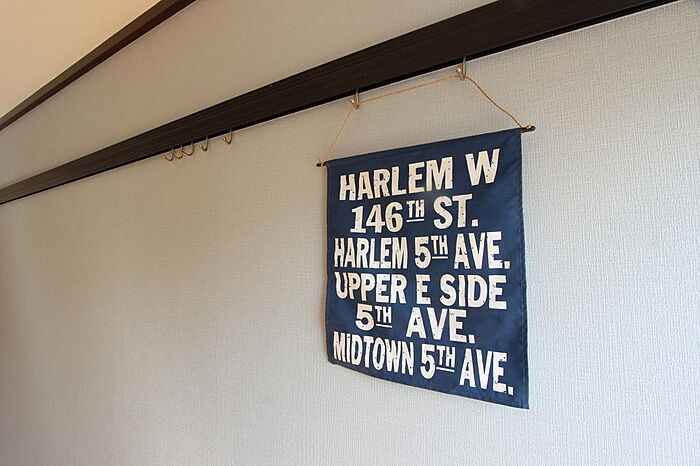 HARLEM W
146TH ST.
HARLEM 5TH AVE.
UPPER E SIDE
5TH AVE.
MIDTOWN 5TH AVE.